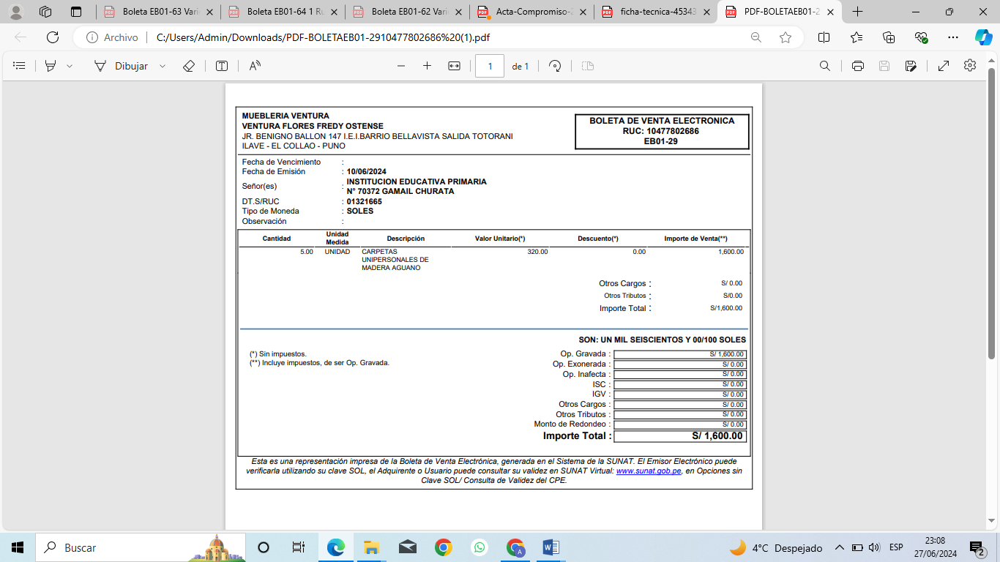 Boleta EB01-63 Vari
Boleta EB01-64 1 Ru
Boleta EB01-62 Vari
Acta-Compromiso-2
ficha-tecnica-45343
PDF-BOLETAEB01-2
Archivo
C:/Users/Admin/Downloads/PDF-BOLETAEB01-2910477802686%20(1).pdf
Dibujar
1
de 1
MUEBLERIA VENTURA
VENTURA FLORES FREDY OSTENSE
JR. BENIGNO BALLON 147 I.E.I.BARRIO BELLAVISTA SALIDA TOTORANI
ILAVE - EL COLLAO - PUNO
BOLETA DE VENTA ELECTRONICA
RUC: 10477802686
EB01-29
Fecha de Vencimiento :
Fecha de Emisión : 10/06/2024
Señor(es) : INSTITUCION EDUCATIVA PRIMARIA
N° 70372 GAMAIL CHURATA
DT.S/RUC : 01321665
Tipo de Moneda : SOLES
Observación :
Cantidad Unidad Medida Descripción Valor Unitario(*) Descuento(*) Importe de Venta(**)
5.00 UNIDAD CARPETAS 320.00 0.00 1,600.00
UNIPERSONALES DE
MADERA AGUANO
Otros Cargos : S/ 0.00
Otros Tributos : S/0.00
Importe Total : S/1,600.00
SON: UN MIL SEISCIENTOS Y 00/100 SOLES
(*) Sin impuestos.
(**) Incluye impuestos, de ser Op. Gravada.
Op. Gravada : S/ 1,600.00
Op. Exonerada : S/ 0.00
Op. Inafecta : S/ 0.00
ISC : S/ 0.00
IGV : S/ 0.00
Otros Cargos : S/ 0.00
Otros Tributos : S/ 0.00
Monto de Redondeo : S/ 0.00
Importe Total : S/ 1,600.00
Esta es una representación impresa de la Boleta de Venta Electrónica, generada en el Sistema de la SUNAT. El Emisor Electrónico puede
verificarla utilizando su clave SOL, el Adquirente o Usuario puede consultar su validez en SUNAT Virtual: www.sunat.gob.pe, en Opciones sin
Clave SOL/ Consulta de Validez del CPE.
Buscar
4°C Despejado
ESP
23:08
27/06/2024
2